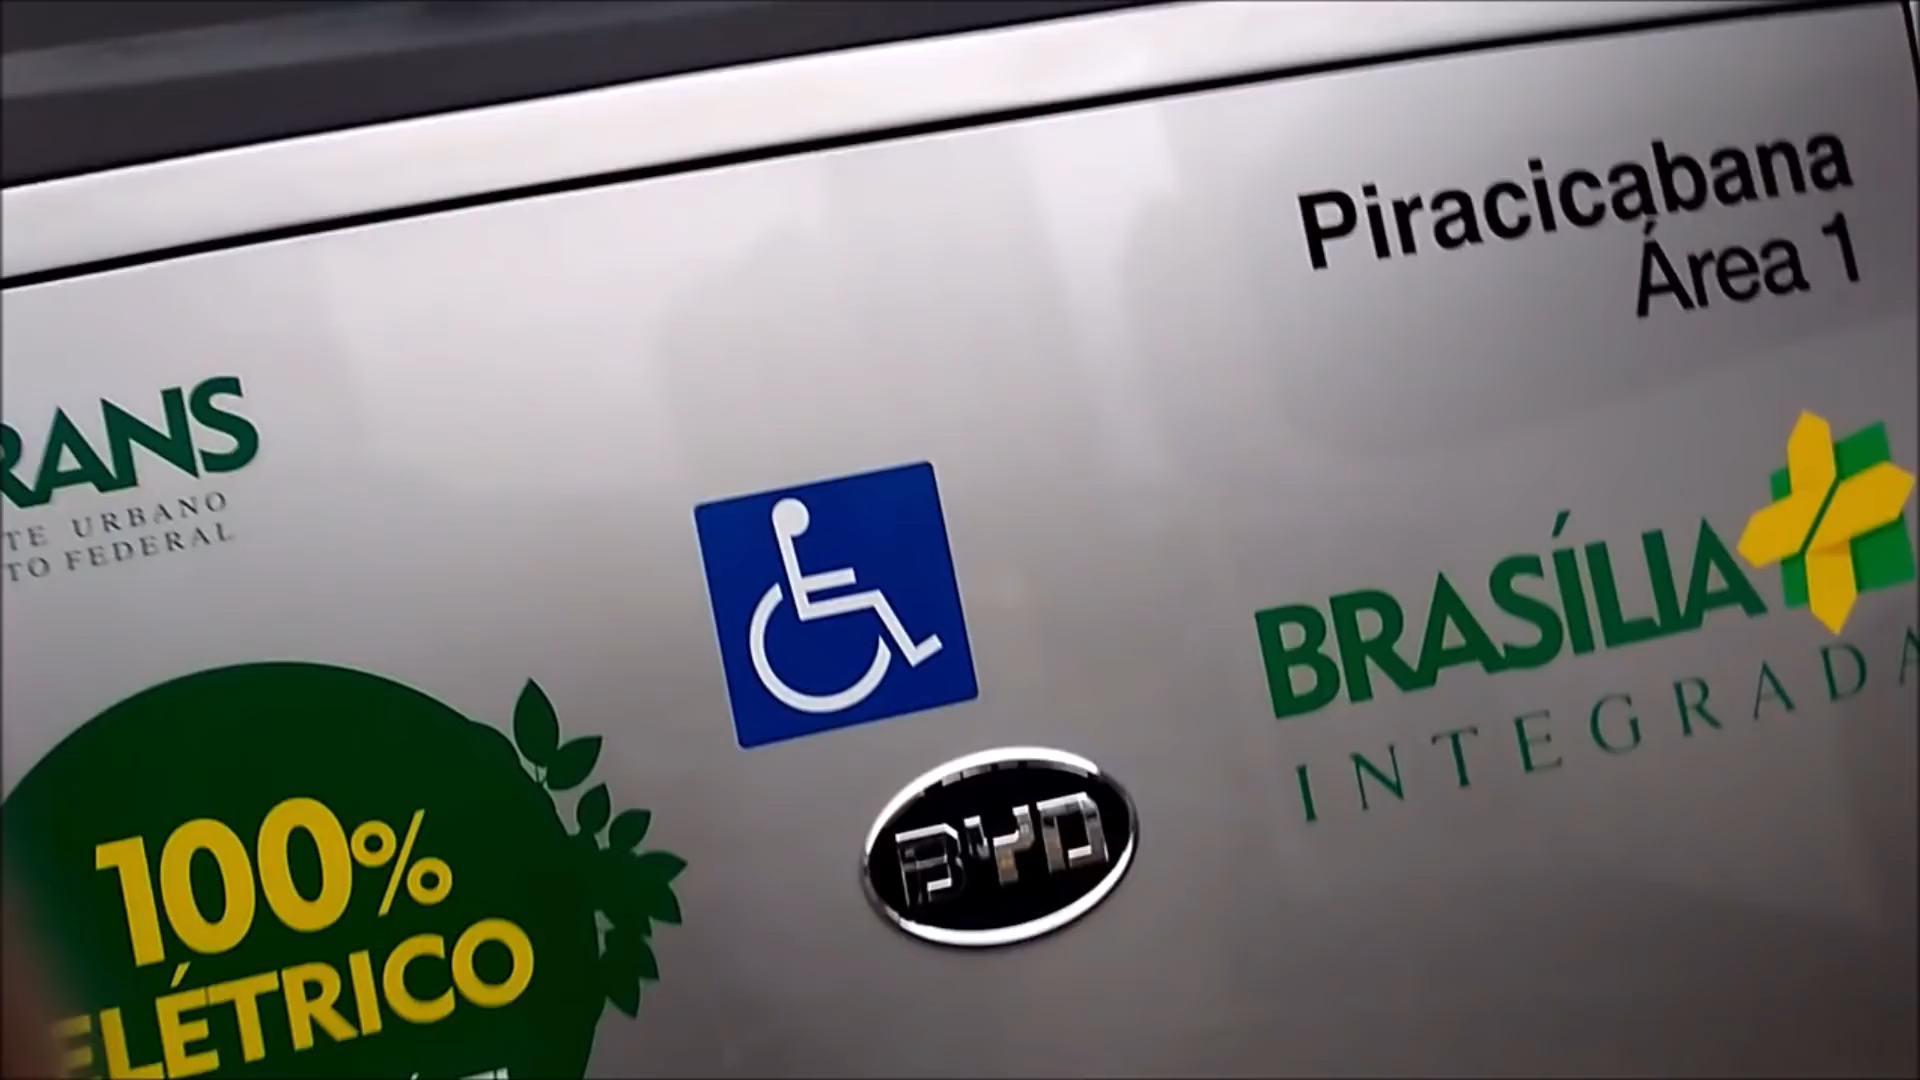 Piracicabana
Área 1
RANS
TE URBANO
TO FEDERAL
BRASÍLIA
INTEGRADA
BYD
100%
ELÉTRICO